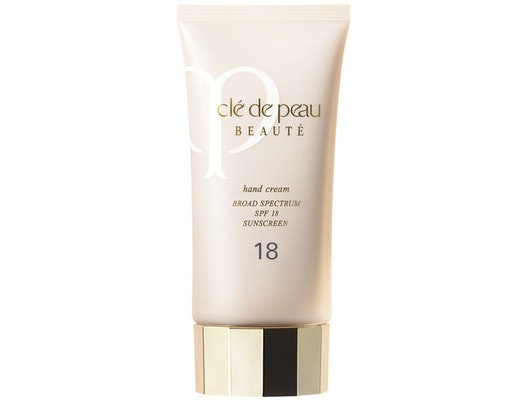 clé de peau
BEAUTÉ
hand cream
BROAD SPECTRUM
SPF 18
SUNSCREEN
18